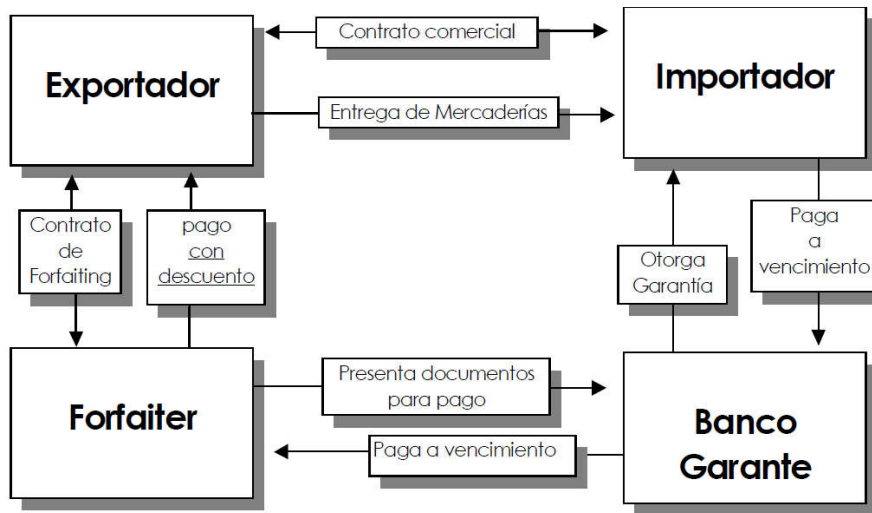 Contrato comercial
Exportador
Importador
Entrega de Mercaderías
Contrato
de
Forfaiting
pago
con
descuento
Otorga
Garantía
Paga
a
vencimiento
Forfaiter
Presenta documentos
para pago
Paga a vencimiento
Banco
Garante